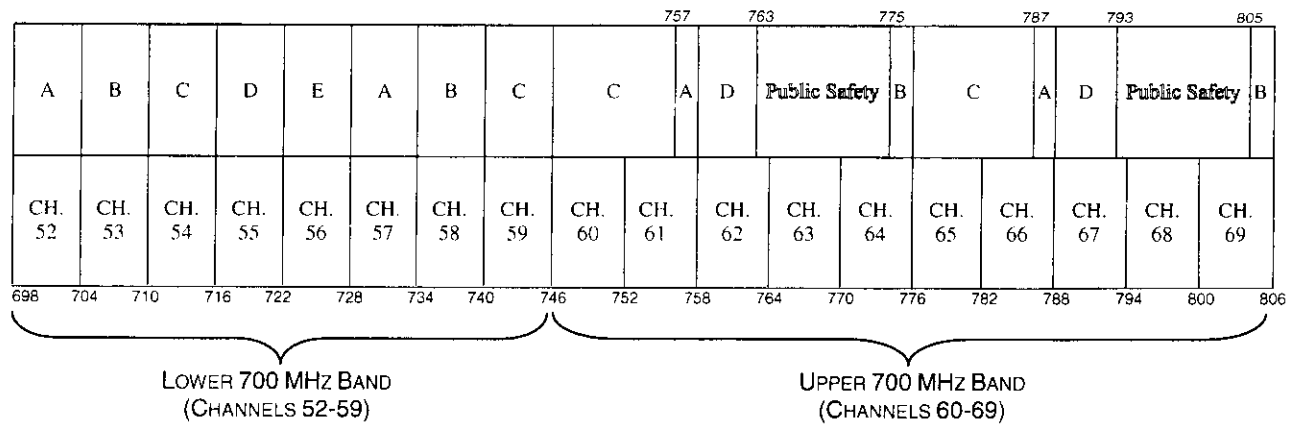 757 763 775 787 793 805
A B C D E A B C C A D Public Safety B C A D Public Safety B
CH. CH. CH. CH. CH. CH. CH. CH. CH. CH. CH. CH. CH. CH. CH. CH. CH. CH.
52 53 54 55 56 57 58 59 60 61 62 63 64 65 66 67 68 69
698 704 710 716 722 728 734 740 746 752 758 764 770 776 782 788 794 800 806
LOWER 700 MHZ BAND
(CHANNELS 52-59)
UPPER 700 MHZ BAND
(CHANNELS 60-69)